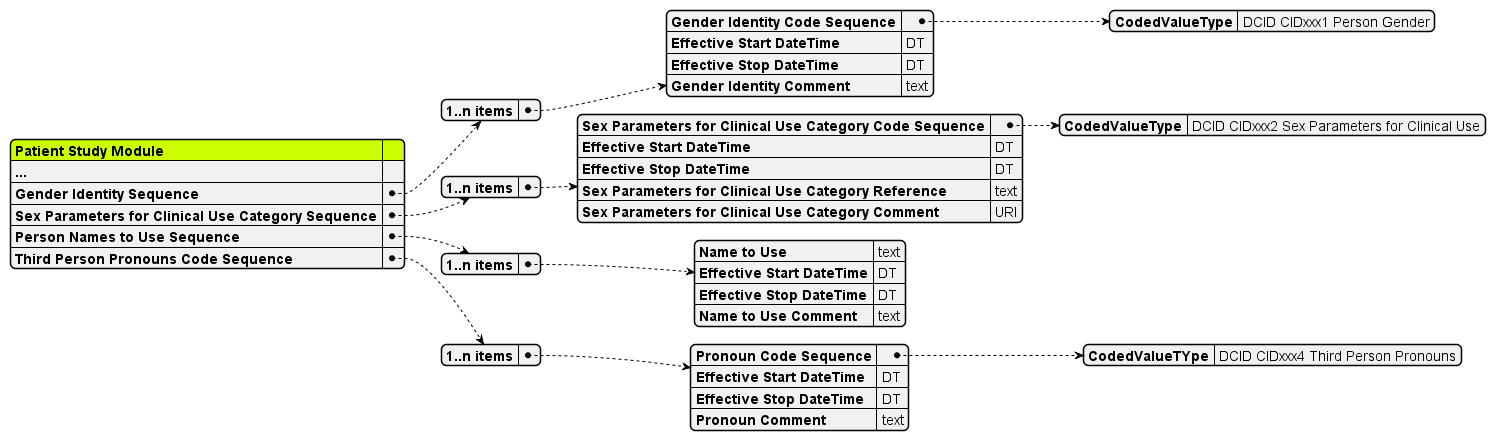 Patient Study Module
...
Gender Identity Sequence
Sex Parameters for Clinical Use Category Sequence
Person Names to Use Sequence
Third Person Pronouns Code Sequence
1..n items
Gender Identity Code Sequence
Effective Start DateTime DT
Effective Stop DateTime DT
Gender Identity Comment text
CodedValueType DCID CIDxxx1 Person Gender
1..n items
Sex Parameters for Clinical Use Category Code Sequence
Effective Start DateTime DT
Effective Stop DateTime DT
Sex Parameters for Clinical Use Category Reference text
Sex Parameters for Clinical Use Category Comment URI
CodedValueType DCID CIDxxx2 Sex Parameters for Clinical Use
1..n items
Name to Use text
Effective Start DateTime DT
Effective Stop DateTime DT
Name to Use Comment text
1..n items
Pronoun Code Sequence
Effective Start DateTime DT
Effective Stop DateTime DT
Pronoun Comment text
CodedValueTYpe DCID CIDxxx4 Third Person Pronouns